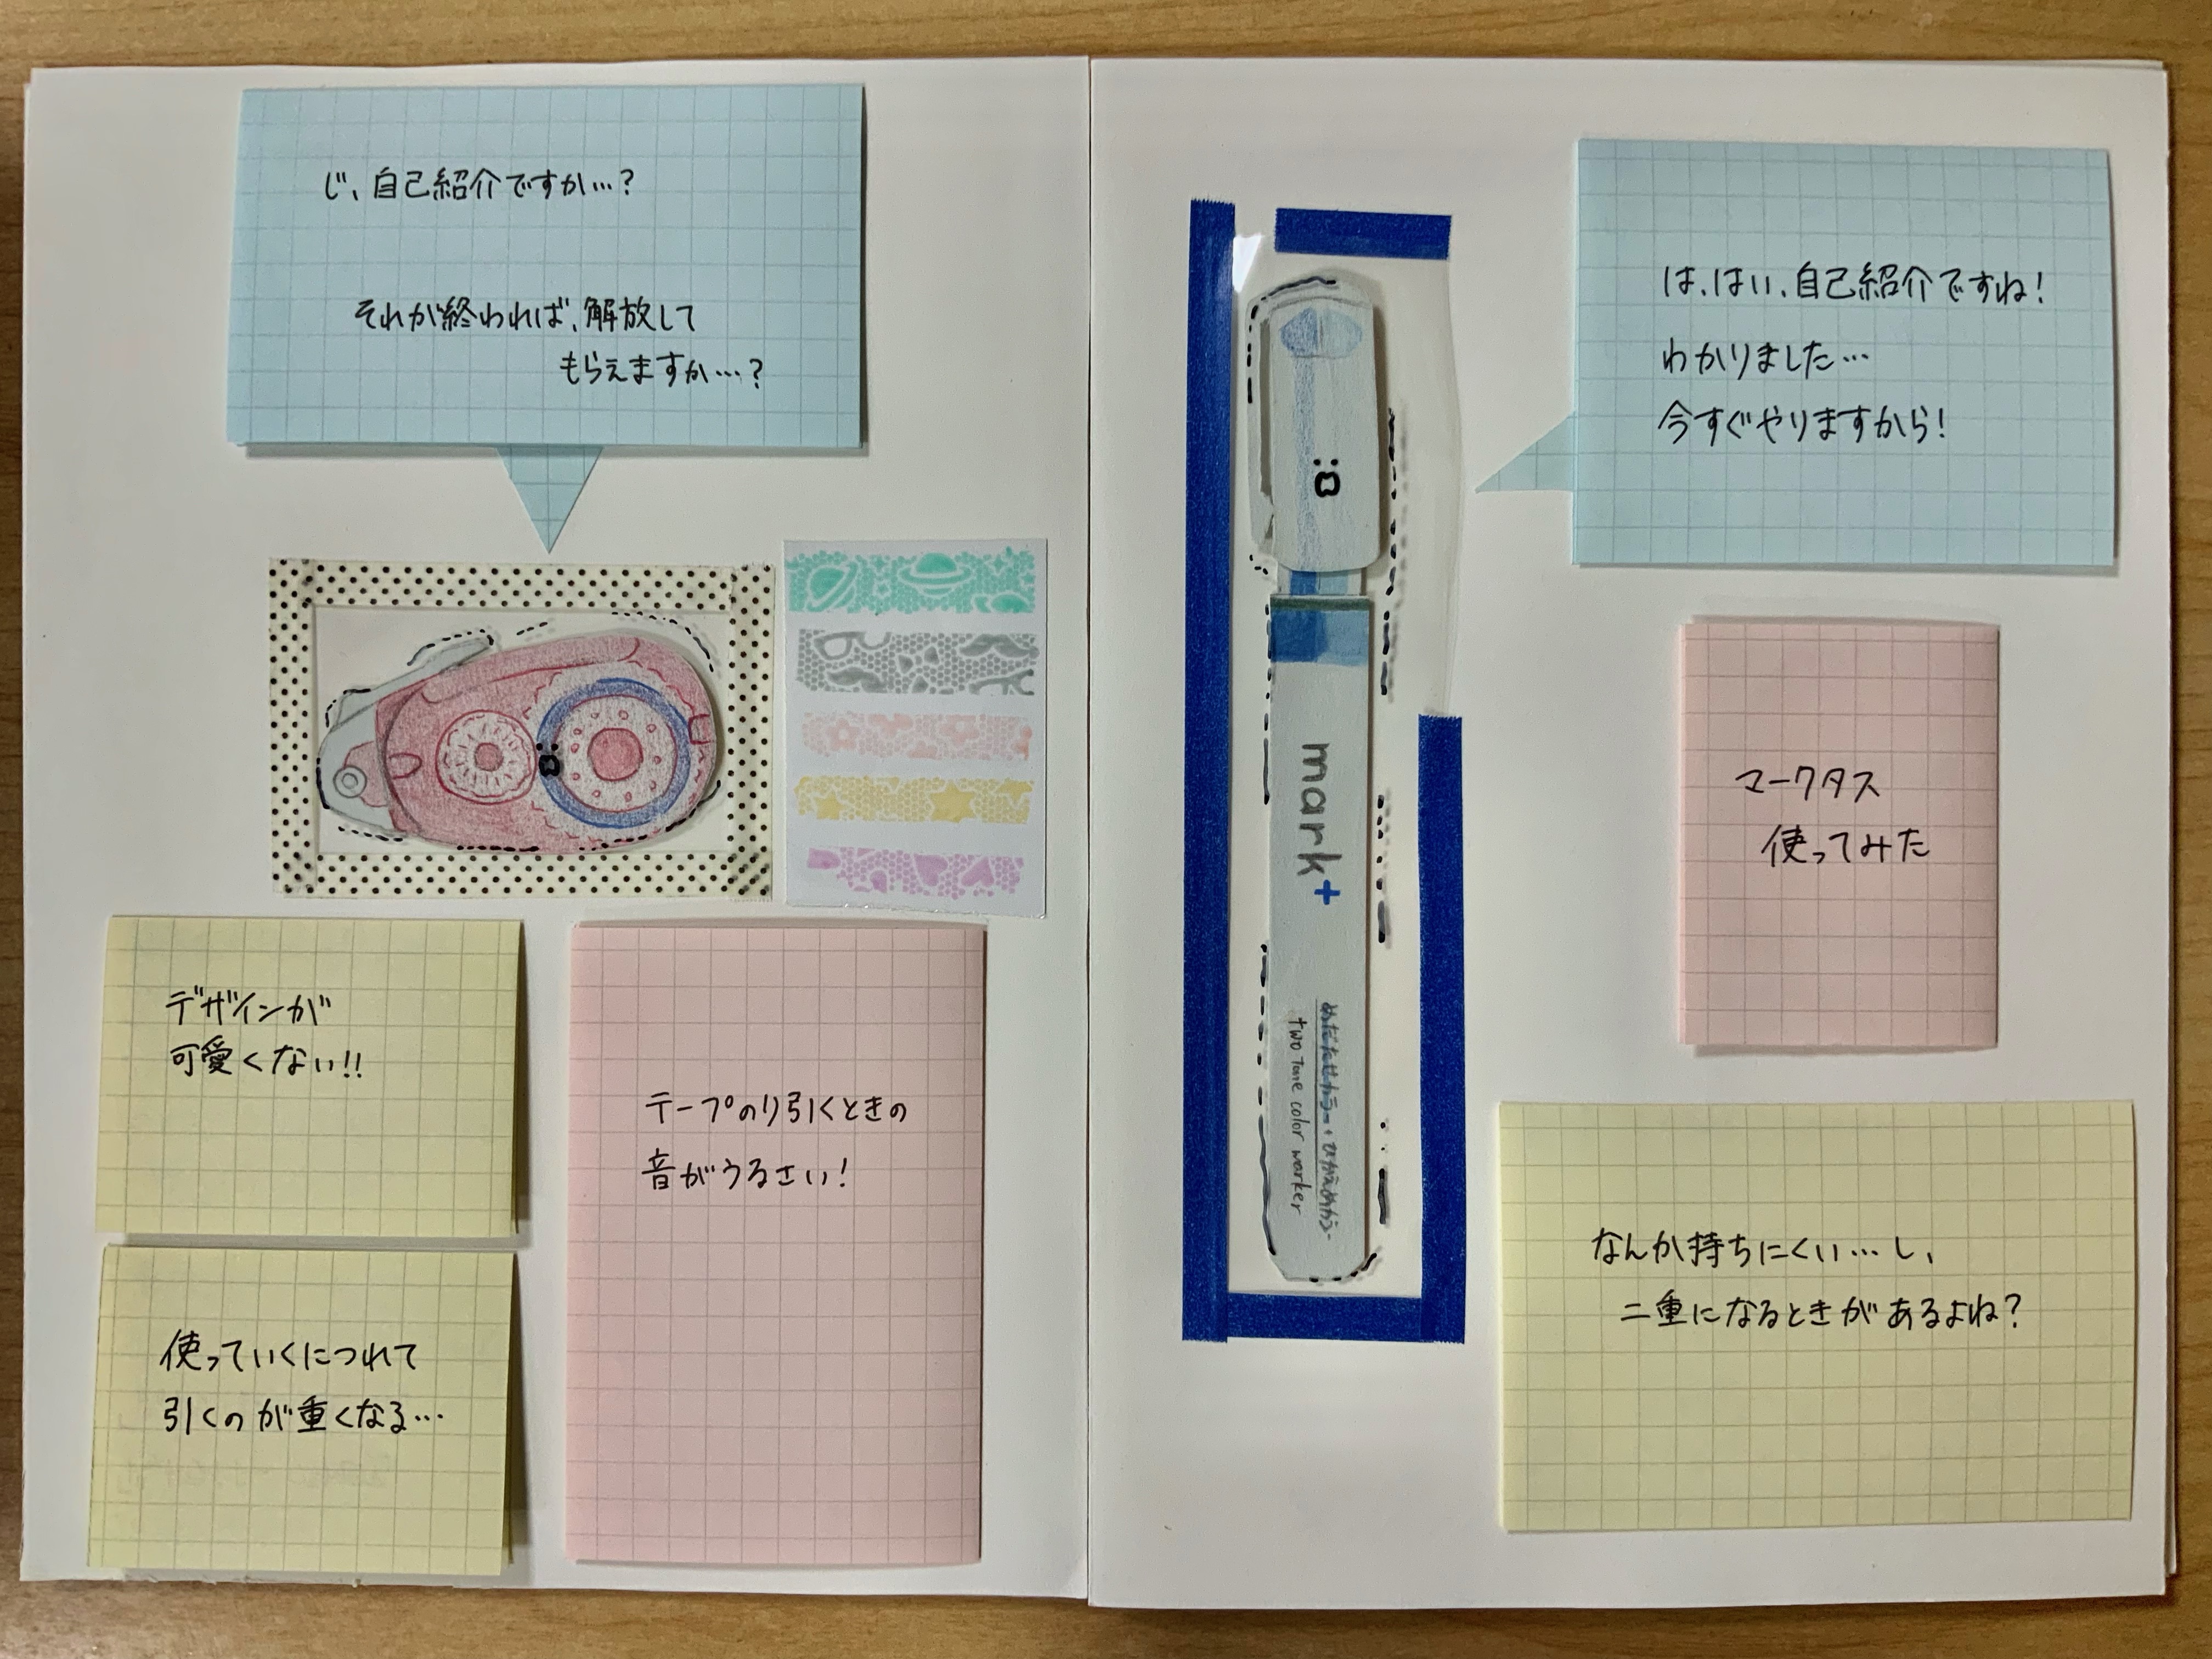 じ、自己紹介ですか…?
それが終われば、解放して
もらえますか…?
デザインが
可愛くない!!
使っていくにつれて
引くのが重くなる…
テープのり引くときの
音がうるさい!
mark+
two tone color marker
は、はい、自己紹介ですね!
わかりました…
今すぐやりますから!
マークタス
使ってみた
なんか持ちにくい…し、
二重になるときがあるよね?